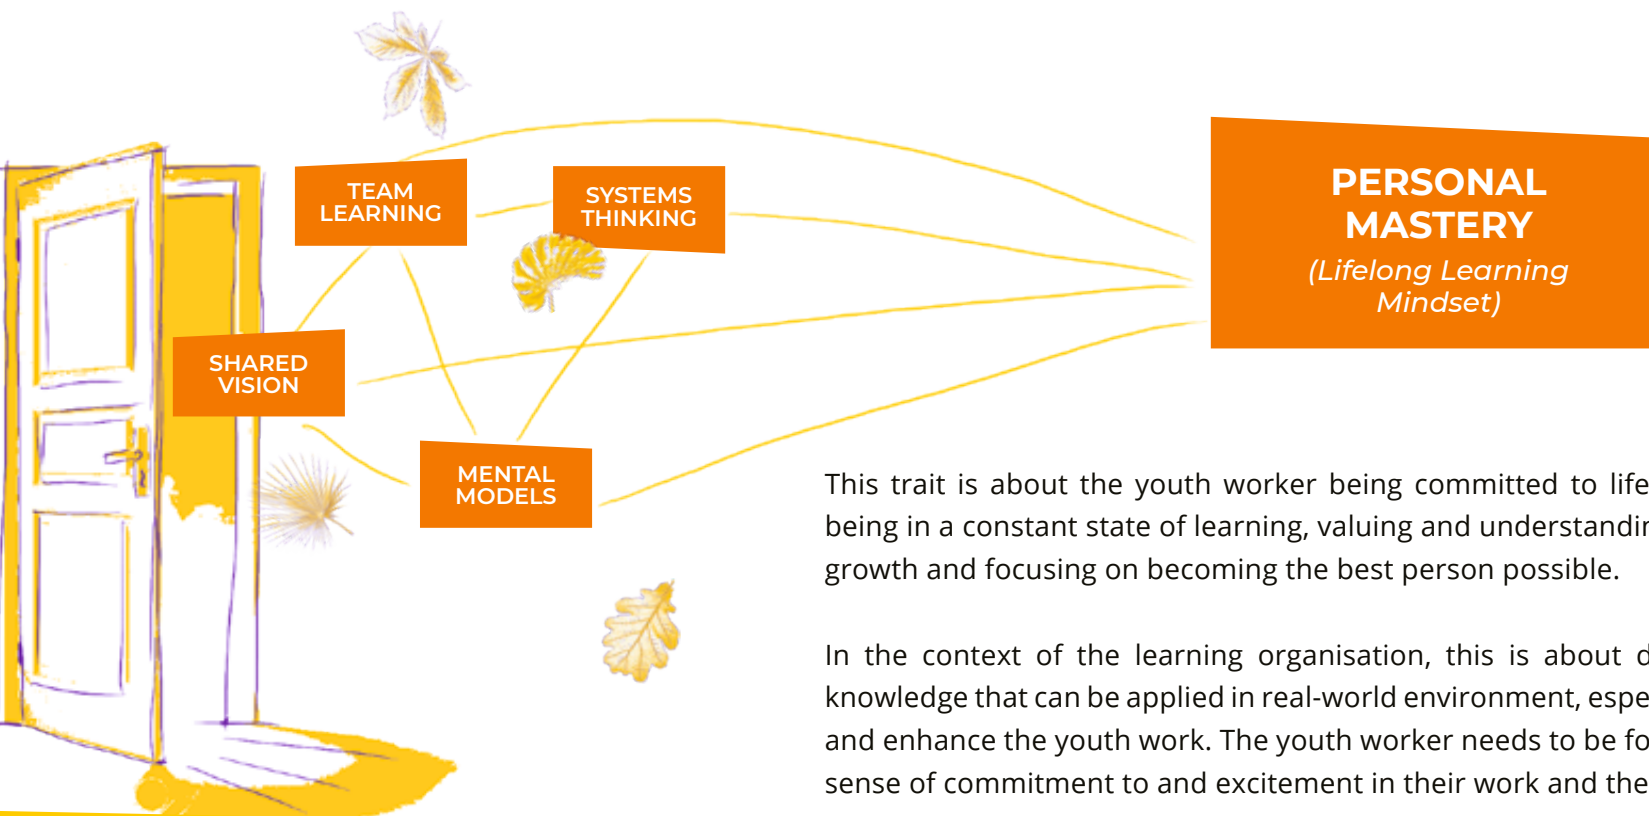 TEAM
LEARNING
SYSTEMS
THINKING
SHARED
VISION
MENTAL
MODELS
PERSONAL
MASTERY
(Lifelong Learning
Mindset)
This trait is about the youth worker being committed to life
being in a constant state of learning, valuing and
growth and focusing on becoming the best person possible.
In the context of the learning organisation, this is about
knowledge that can be applied in real-world environment,
and enhance the youth work. The youth worker needs to be
sense of commitment to and excitement in their work and the